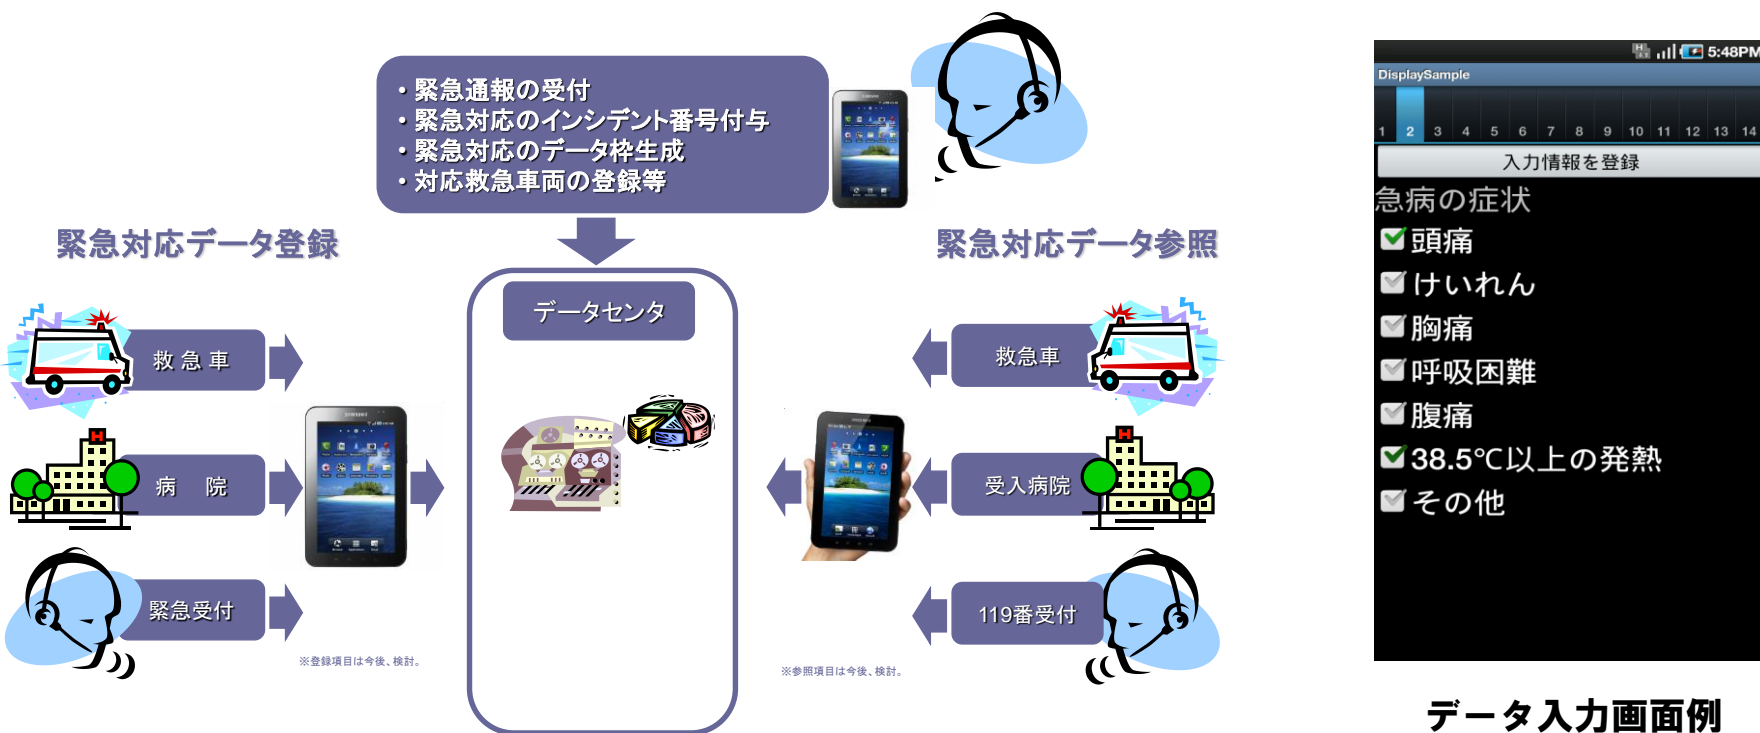 ・緊急通報の受付
・緊急対応のインシデント番号付与
・緊急対応のデータ枠生成
・対応救急車両の登録等
緊急対応データ登録
緊急対応データ参照
データセンタ
救急車
病 院
緊急受付
※登録項目は今後、検討。
救急車
受入病院
119番受付
※参照項目は今後、検討。
H
H
SAMSUNG
5:48PM
DisplaySample
1 2 3 4 5 6 7 8 9 10 11 12 13 14
入力情報を登録
急病の症状
頭痛
けいれん
胸痛
呼吸困難
腹痛
38.5℃以上の発熱
その他
データ入力画面例